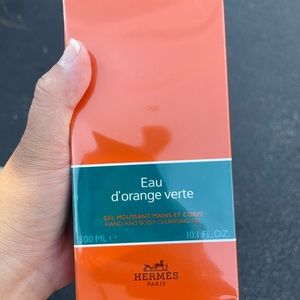 Eau
d'orange verte
GEL MOUSSANT MAINS ET CORPS
HAND AND BODY CLEANSING GEL
300 ML ℮ 10.1 FL.OZ.
HERMÈS
PARIS